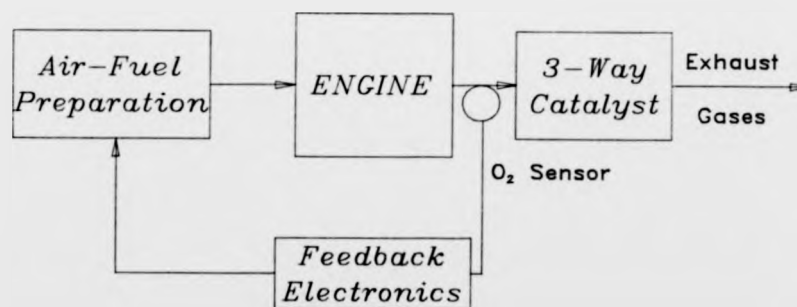 Air-Fuel
Preparation
ENGINE
3-Way
Catalyst
Exhaust
Gases
O₂ Sensor
Feedback
Electronics